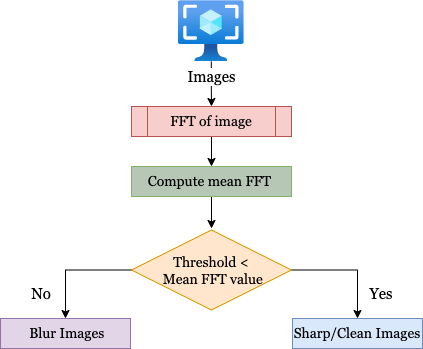 Images
FFT of image
Compute mean FFT
Threshold <
Mean FFT value
No
Yes
Blur Images
Sharp/Clean Images